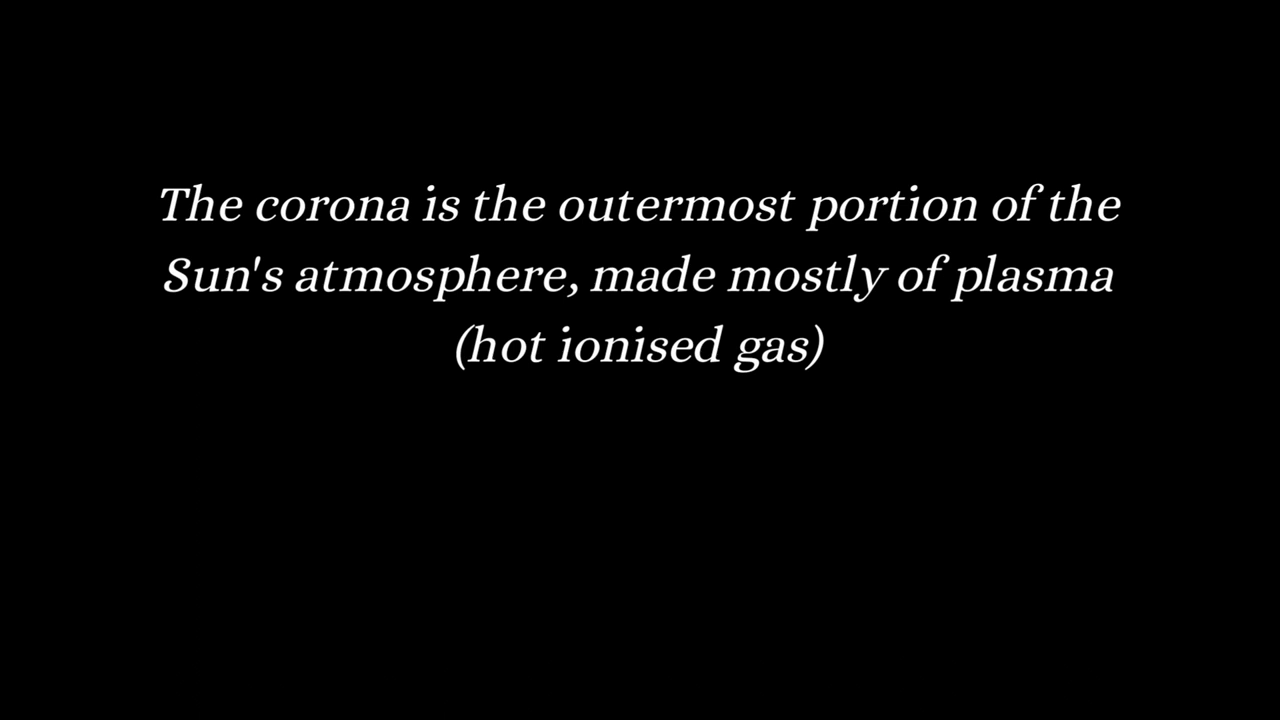 The corona is the outermost portion of the
Sun's atmosphere, made mostly of plasma
(hot ionised gas)